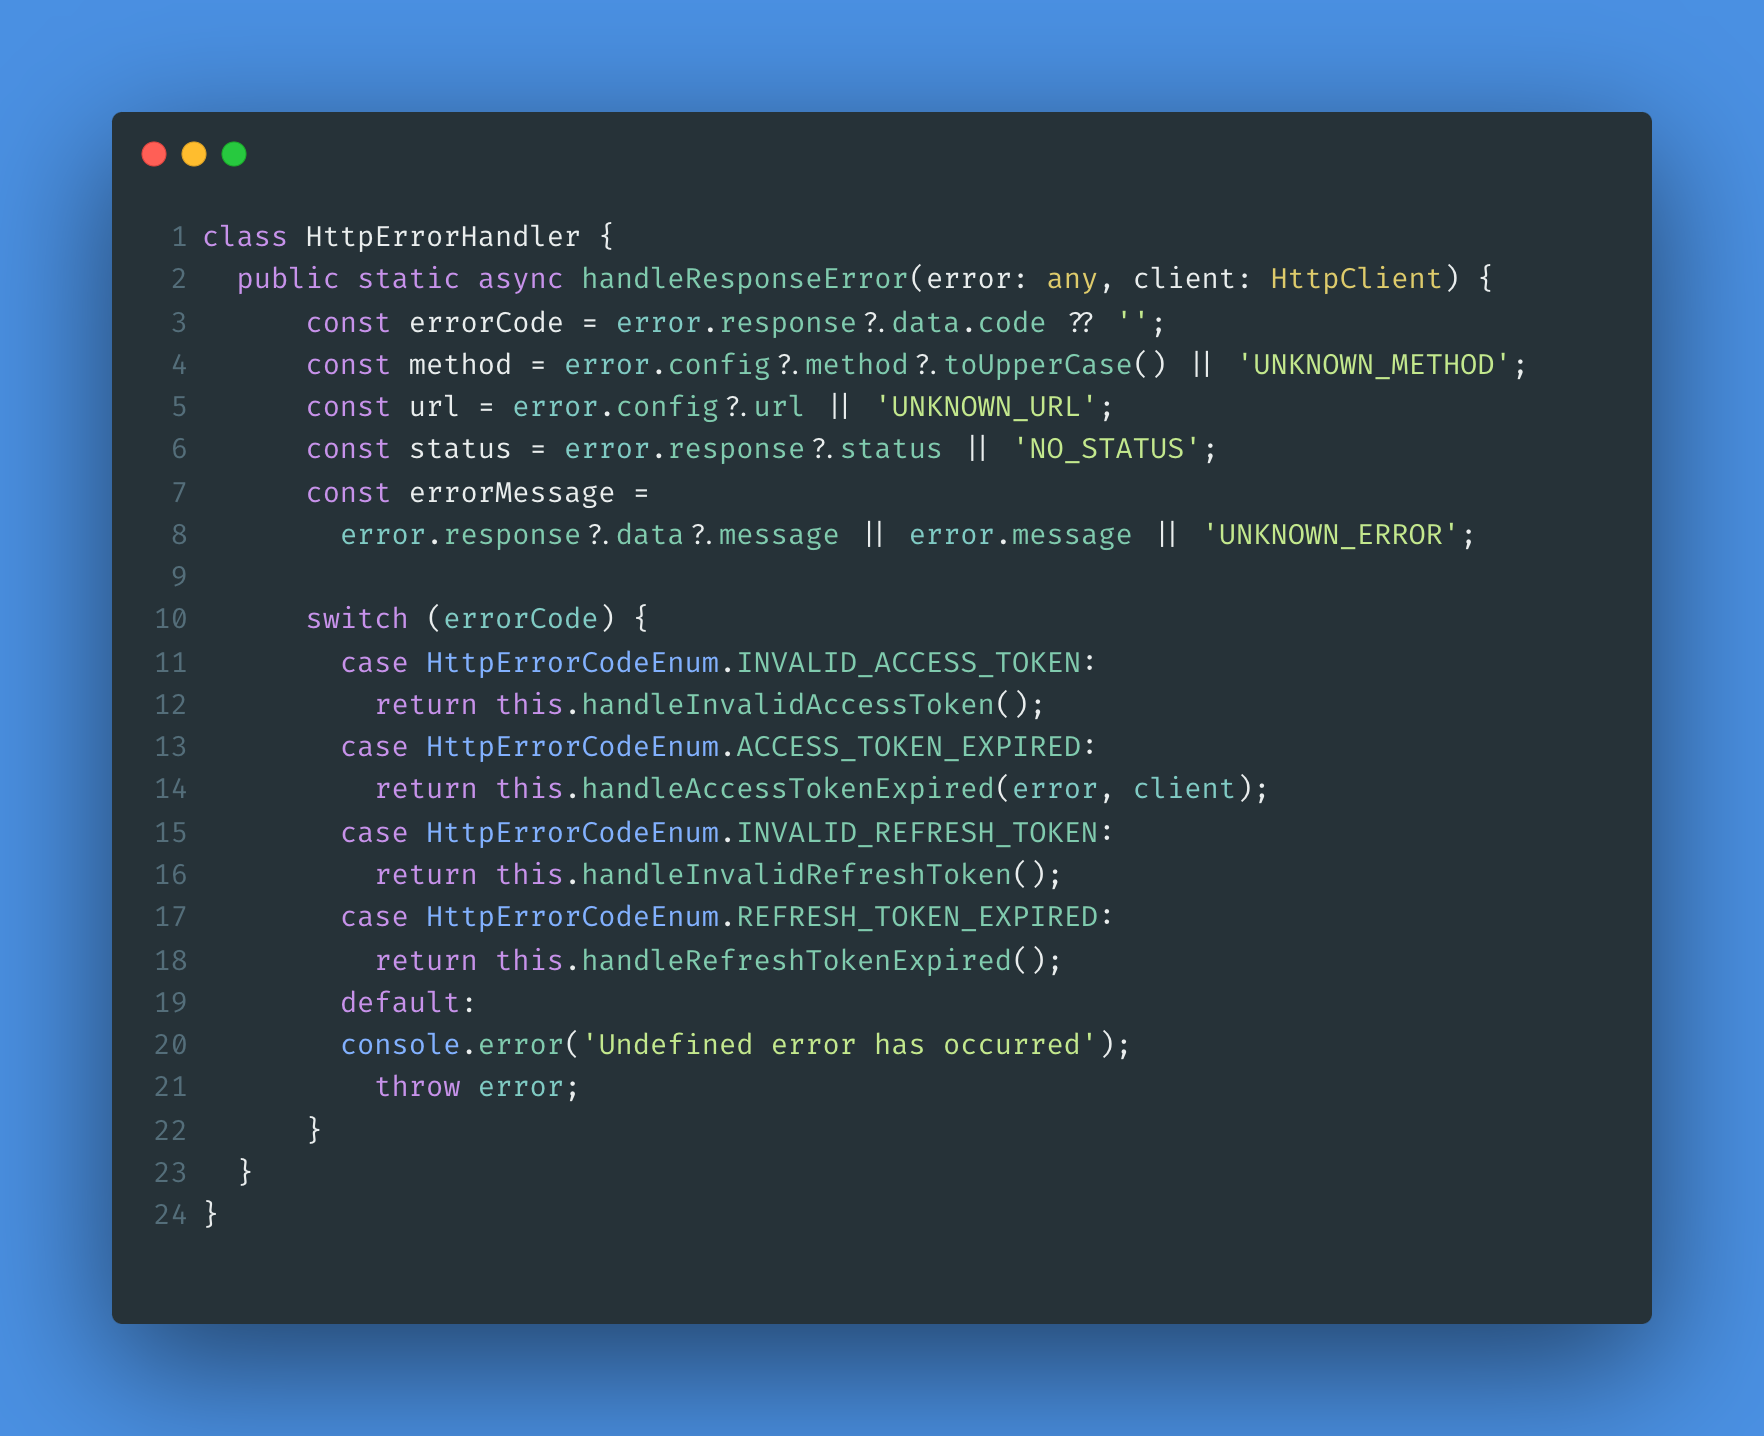 1 class HttpErrorHandler {
2   public static async handleResponseError(error: any, client: HttpClient) {
3       const errorCode = error.response?.data.code ?? '';
4       const method = error.config?.method?.toUpperCase() || 'UNKNOWN_METHOD';
5       const url = error.config?.url || 'UNKNOWN_URL';
6       const status = error.response?.status || 'NO_STATUS';
7       const errorMessage =
8         error.response?.data?.message || error.message || 'UNKNOWN_ERROR';
9
10       switch (errorCode) {
11         case HttpErrorCodeEnum.INVALID_ACCESS_TOKEN:
12           return this.handleInvalidAccessToken();
13         case HttpErrorCodeEnum.ACCESS_TOKEN_EXPIRED:
14           return this.handleAccessTokenExpired(error, client);
15         case HttpErrorCodeEnum.INVALID_REFRESH_TOKEN:
16           return this.handleInvalidRefreshToken();
17         case HttpErrorCodeEnum.REFRESH_TOKEN_EXPIRED:
18           return this.handleRefreshTokenExpired();
19         default:
20         console.error('Undefined error has occurred');
21           throw error;
22       }
23   }
24 }